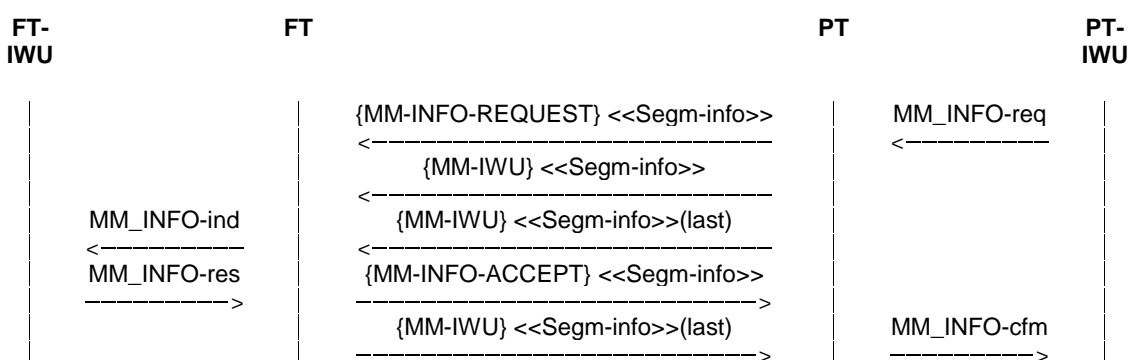 FT-IWU FT PT PT-IWU
{MM-INFO-REQUEST} <<Segm-info>> MM_INFO-req
{MM-IWU} <<Segm-info>>
MM_INFO-ind {MM-IWU} <<Segm-info>>(last)
MM_INFO-res {MM-INFO-ACCEPT} <<Segm-info>>
{MM-IWU} <<Segm-info>>(last) MM_INFO-cfm